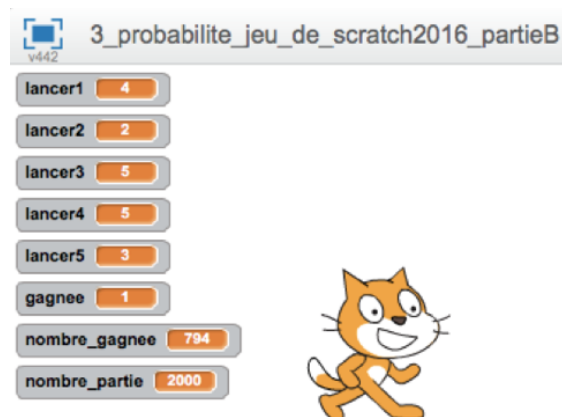 3_probabilite_jeu_de_scratch2016_partieB
v442
lancer1 4
lancer2 2
lancer3 5
lancer4 5
lancer5 3
gagnee 1
nombre_gagnee 794
nombre_partie 2000